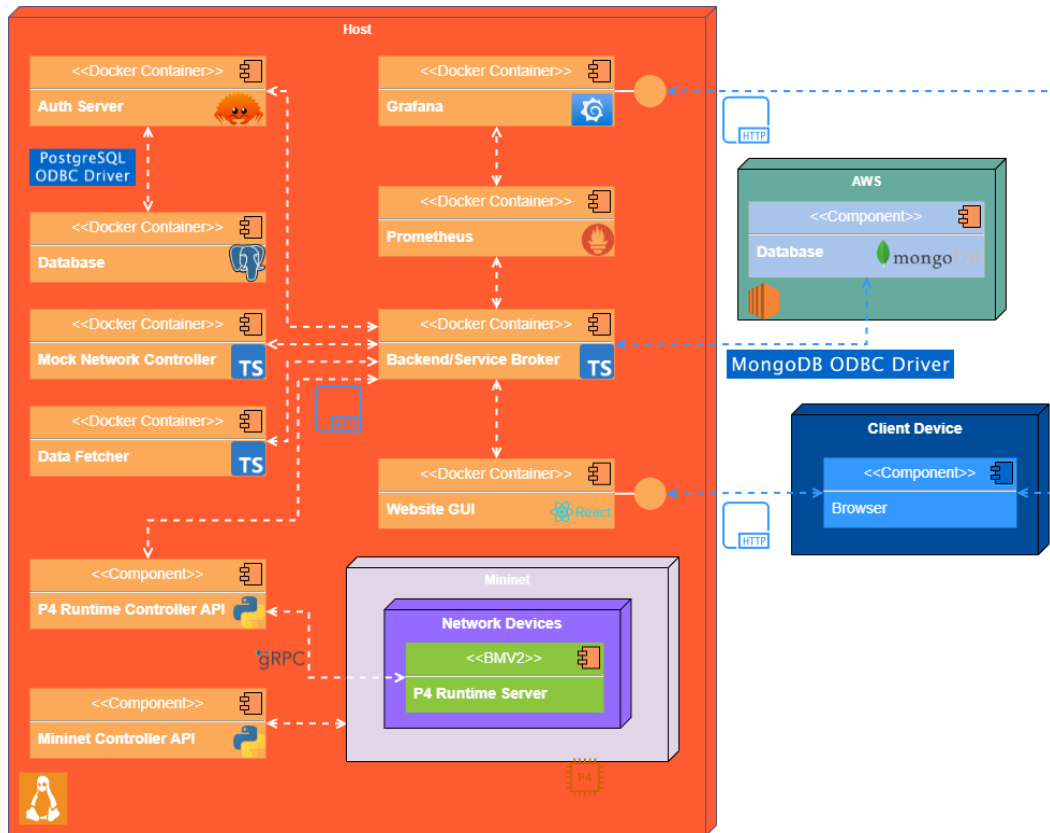 Host
<<Docker Container>>
Auth Server
<<Docker Container>>
Grafana
HTTP
PostgreSQL
ODBC Driver
AWS
<<Component>>
Database
mongoDB
<<Docker Container>>
Prometheus
<<Docker Container>>
Database
<<Docker Container>>
Mock Network Controller
TS
<<Docker Container>>
Backend/Service Broker
TS
MongoDB ODBC Driver
HTTP
<<Docker Container>>
Data Fetcher
TS
Client Device
<<Component>>
Browser
<<Docker Container>>
Website GUI
React
HTTP
<<Component>>
P4 Runtime Controller API
gRPC
Mininet
Network Devices
<<BMV2>>
P4 Runtime Server
<<Component>>
Mininet Controller API
P4